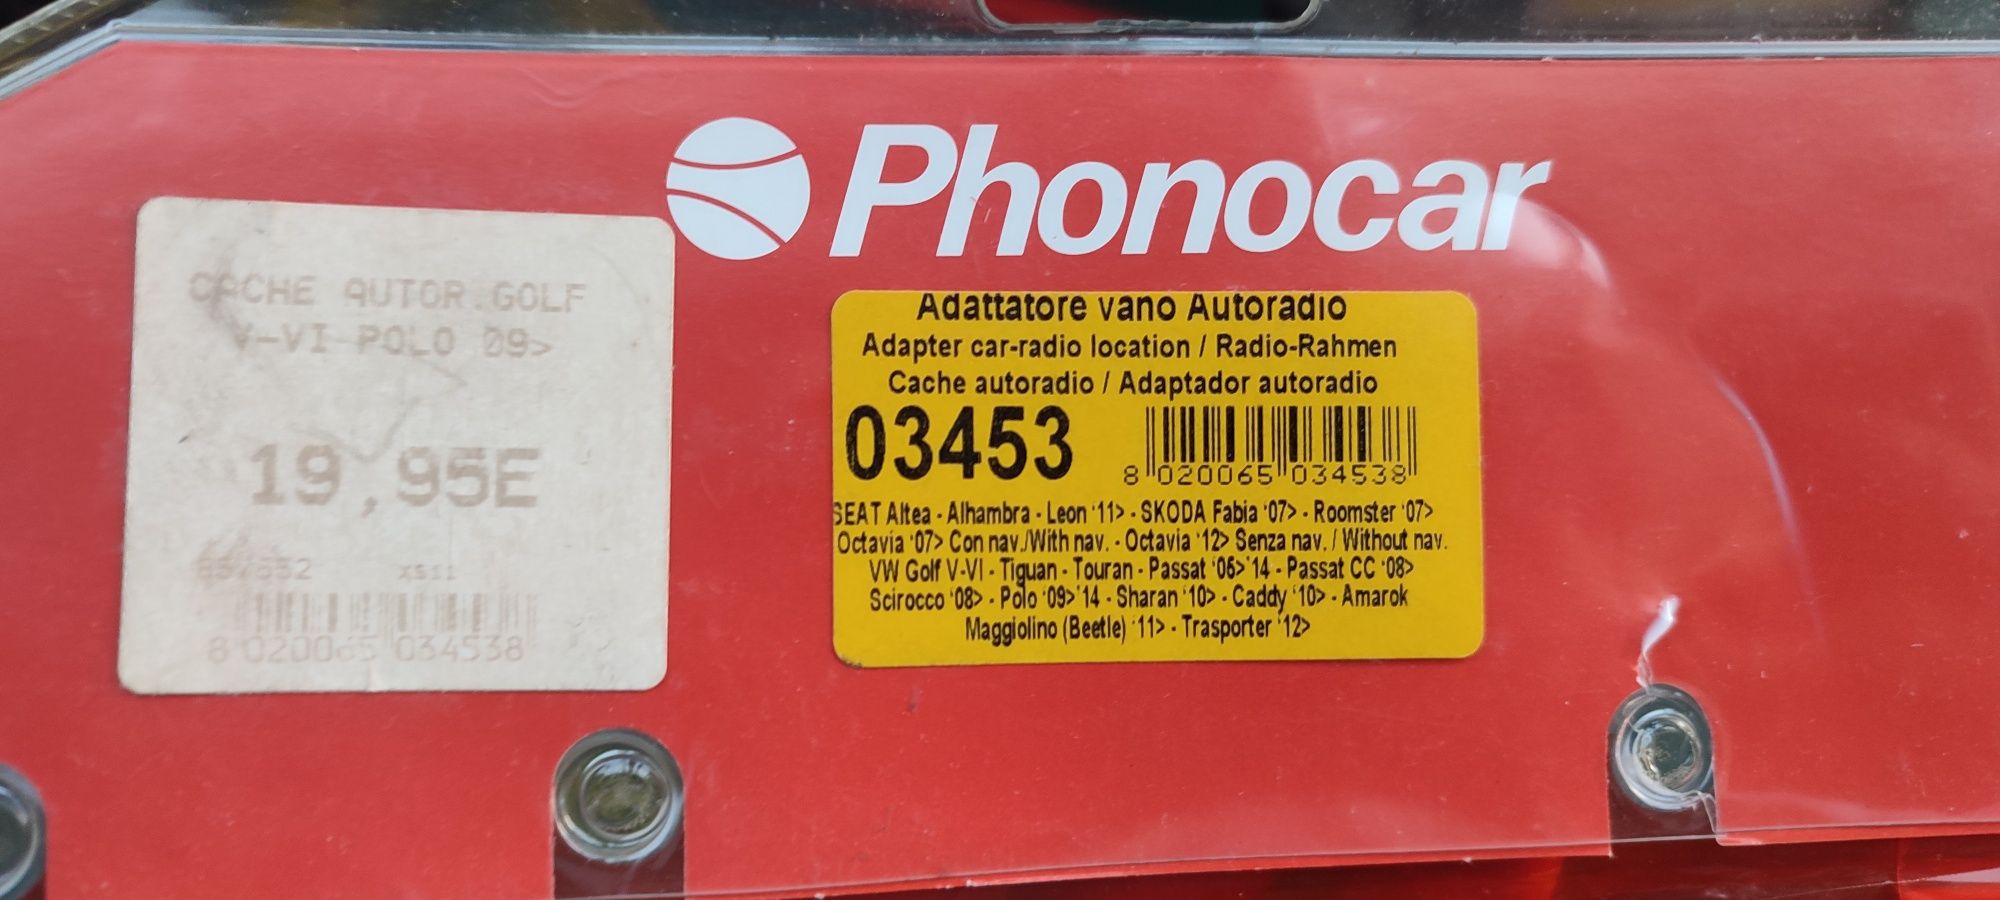 Phonocar
CACHE AUTOR.GOLF
V-VI POLO 09>
19,95E
X511
8 020065 034538
Adattatore vano Autoradio
Adapter car-radio location / Radio-Rahmen
Cache autoradio / Adaptador autoradio
03453
8 020065 034538
SEAT Altea - Alhambra - Leon '11> - SKODA Fabia '07> - Roomster '07>
Octavia '07> Con nav./With nav. - Octavia '12> Senza nav. / Without nav.
VW Golf V-VI - Tiguan - Touran - Passat '06>'14 - Passat CC '08>
Scirocco '08> - Polo '09>'14 - Sharan '10> - Caddy '10> - Amarok
Maggiolino (Beetle) '11> - Trasporter '12>